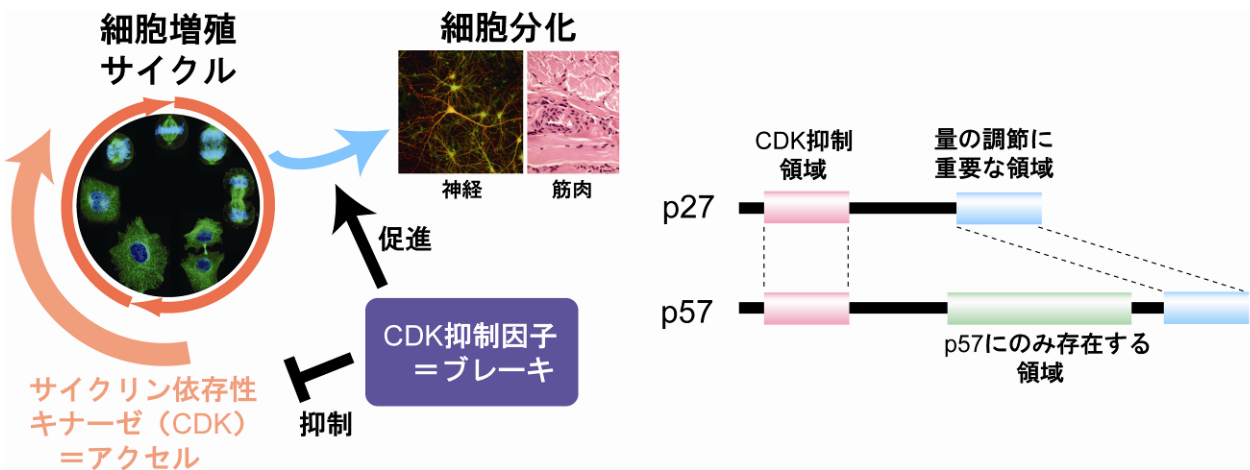 細胞増殖
サイクル
細胞分化
神経
筋肉
促進
CDK抑制因子
＝ブレーキ
抑制
サイクリン依存性
キナーゼ（CDK）
＝アクセル
CDK抑制
領域
量の調節に
重要な領域
p27
p57
p57にのみ存在する
領域